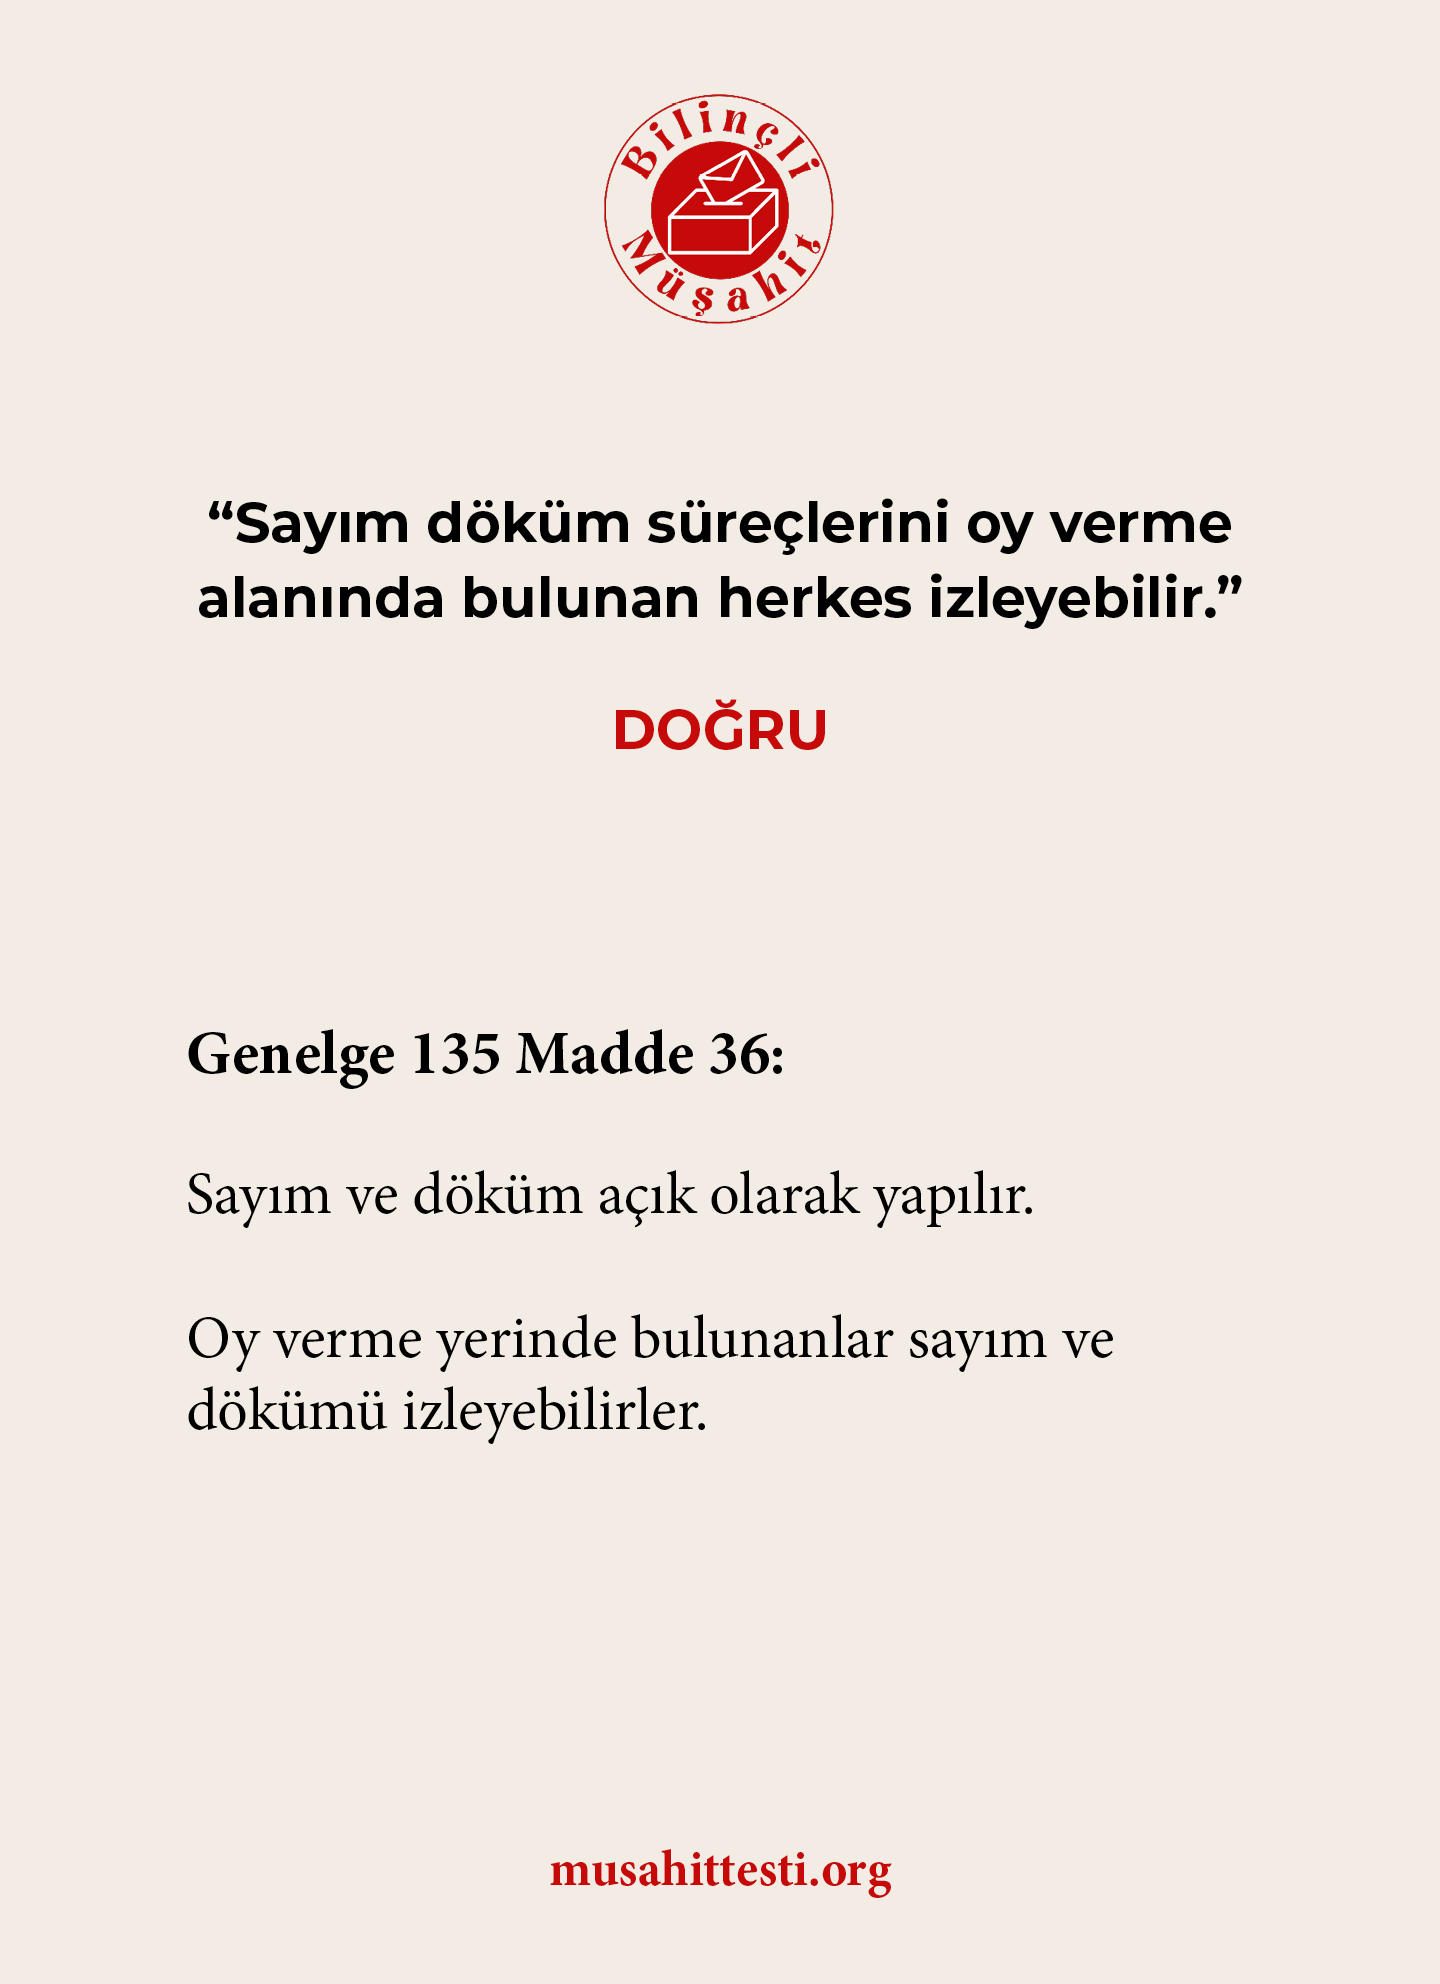 Bilinçli
Müşahit
“Sayım döküm süreçlerini oy verme
alanında bulunan herkes izleyebilir.”
DOĞRU
Genelge 135 Madde 36:
Sayım ve döküm açık olarak yapılır.
Oy verme yerinde bulunanlar sayım ve
dökümü izleyebilirler.
musahittesti.org